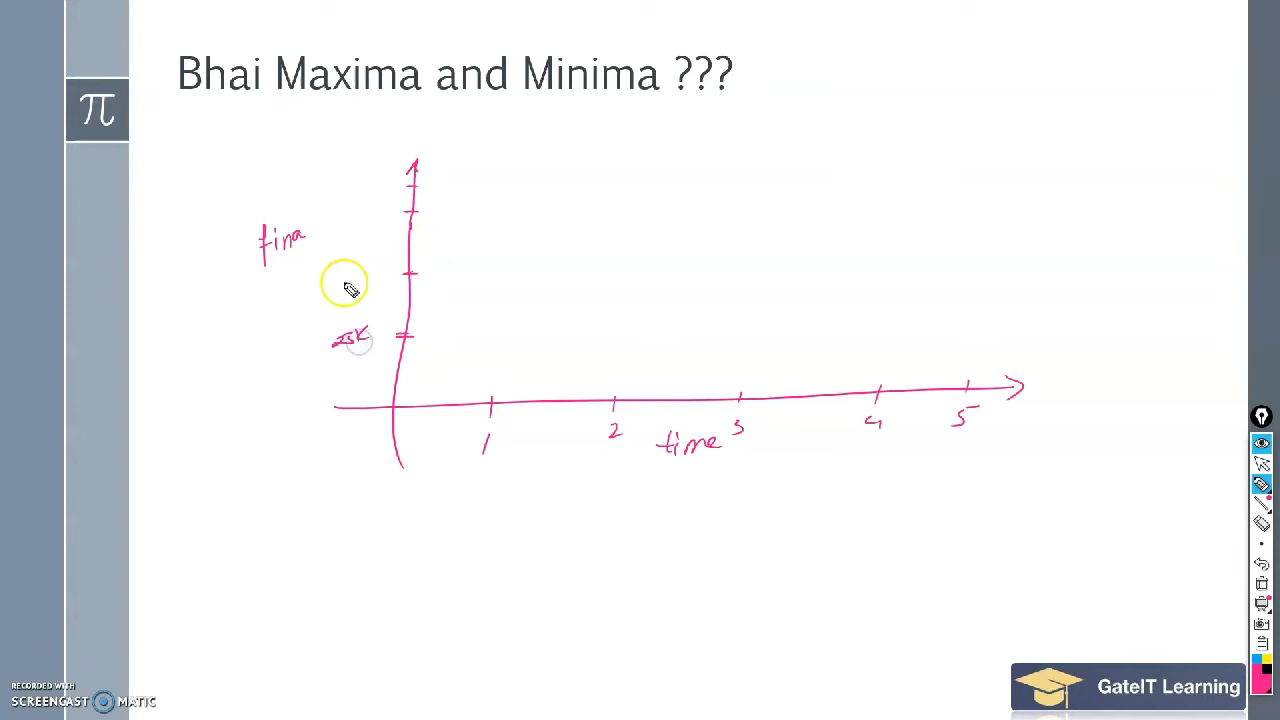 Bhai Maxima and Minima ???
π
fina
25K
1
2
3
4
5
time
RECORDED WITH
SCREENCAST MATIC
GateIT Learning